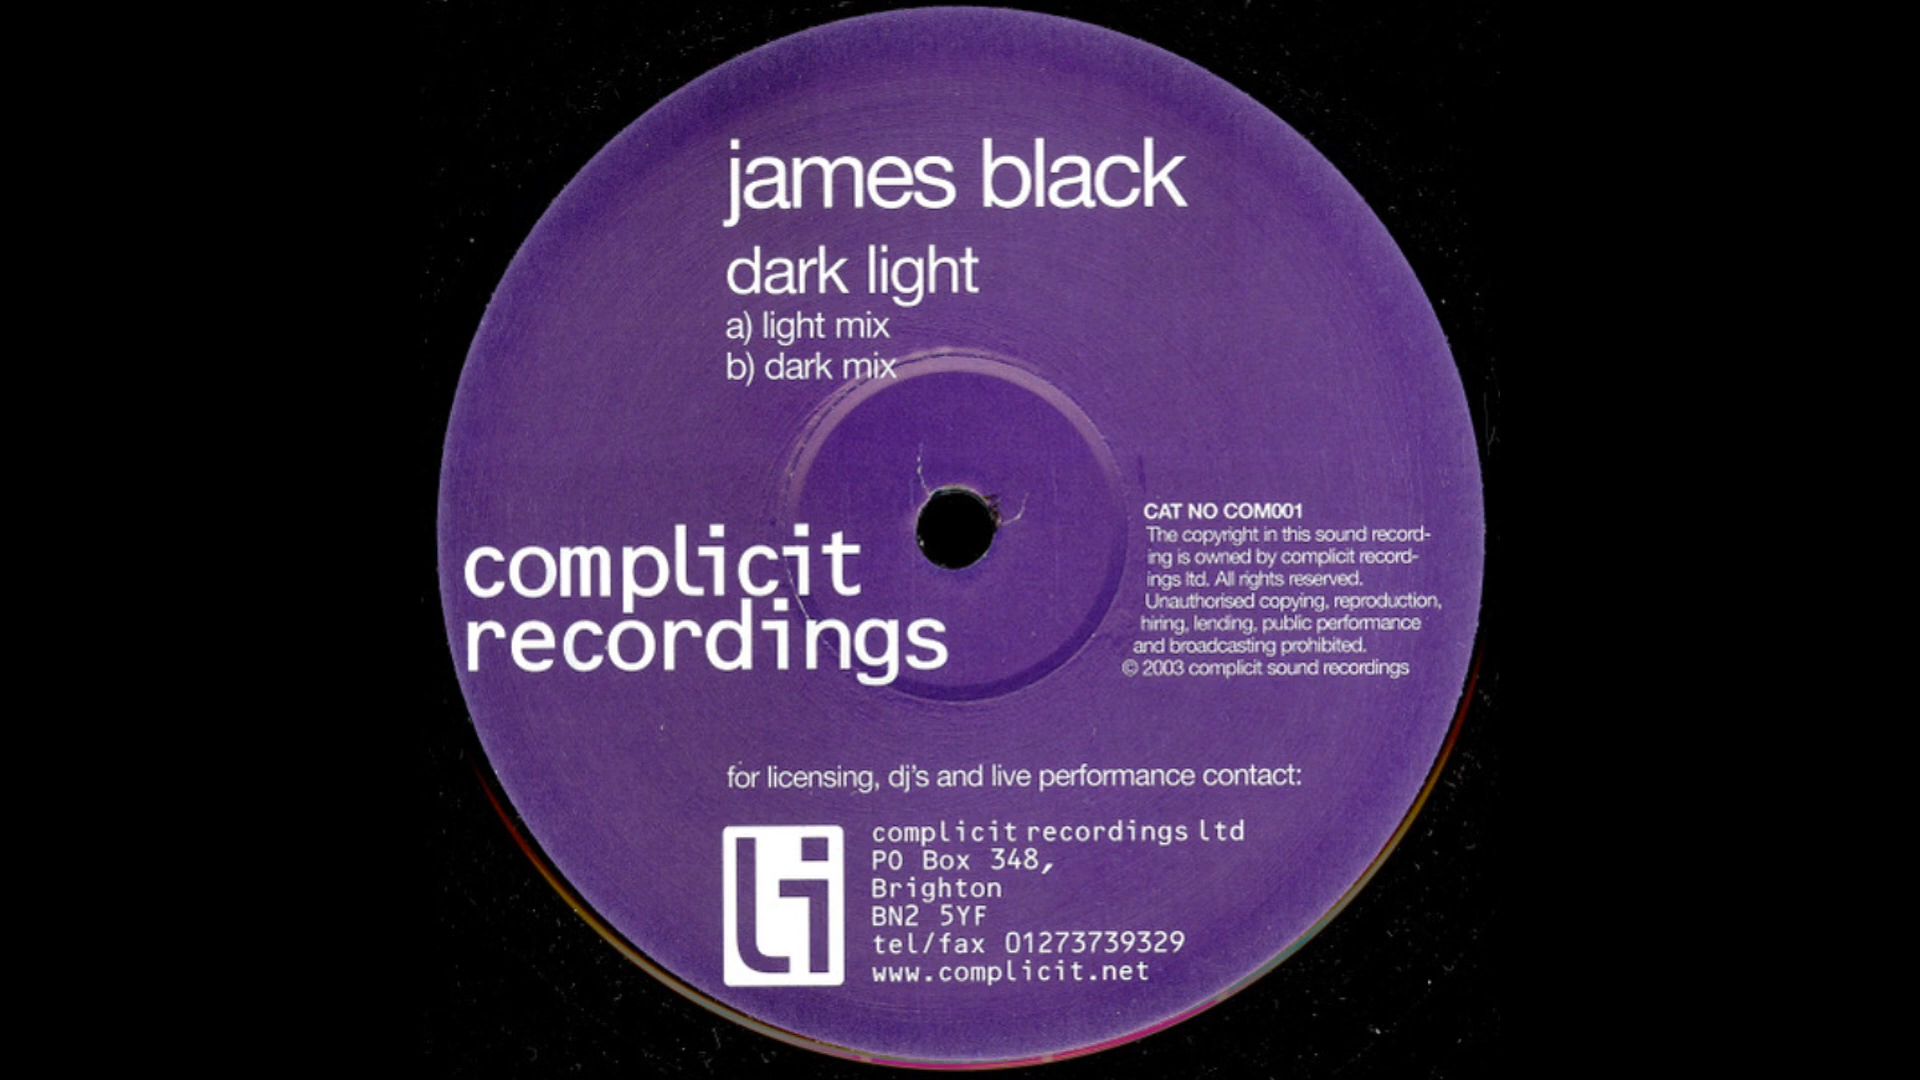 james black
dark light
a) light mix
b) dark mix
complicit
recordings
CAT NO COM001
The copyright in this sound record-
ing is owned by complicit record-
ings ltd. All rights reserved.
Unauthorised copying, reproduction,
hiring, lending, public performance
and broadcasting prohibited.
© 2003 complicit sound recordings
for licensing, dj's and live performance contact:
complicit recordings ltd
PO Box 348,
Brighton
BN2 5YF
tel/fax 01273739329
www.complicit.net